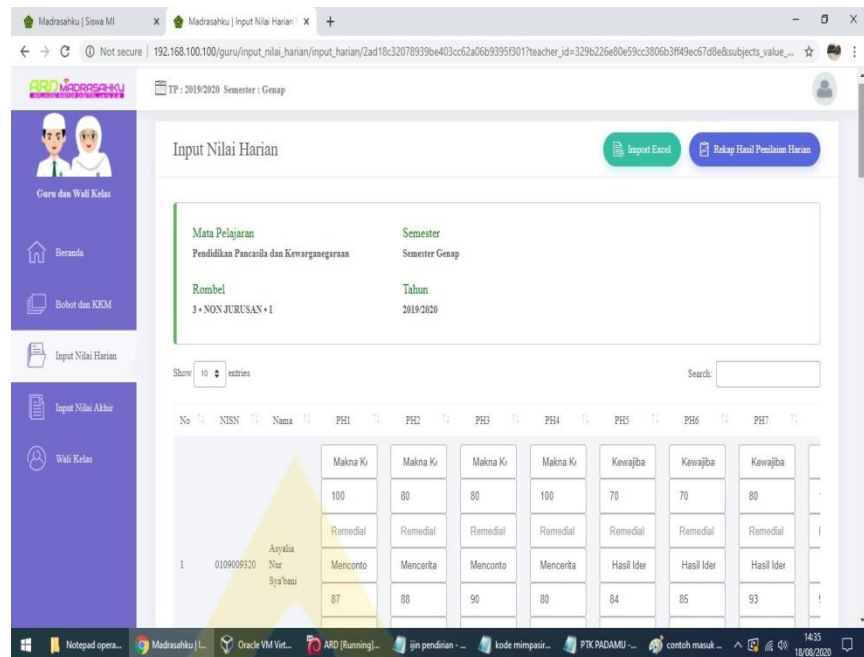 Madrasahku | Siswa MI
Madrasahku | Input Nilai Harian
Not secure | 192.168.100.100/guru/input_nilai_harian/input_harian/2ad18c32078939be403cc62a06b9395f301?teacher_id=329b226e80e59cc3806b3ff49ec67d8e&subjects_value_...
ARD MADRASAHKU
TP : 2019/2020 Semester : Genap
Guru dan Wali Kelas
Beranda
Bobot dan KKM
Input Nilai Harian
Input Nilai Akhir
Wali Kelas
Input Nilai Harian
Import Excel
Rekap Hasil Penilaian Harian
Mata Pelajaran
Pendidikan Pancasila dan Kewarganegaraan
Semester
Semester Genap
Rombel
3 • NON JURUSAN • 1
Tahun
2019/2020
Show 10 entries
Search:
No NISN Nama PH1 PH2 PH3 PH4 PH5 PH6 PH7
Makna K Makna K Makna K Makna K Kewajiba Kewajiba Kewajiba
100 80 80 100 70 70 80
Remedial Remedial Remedial Remedial Remedial Remedial Remedial
1 0109009320 Asyalia Nur Sya'bani
Menconto Mencerita Menconto Mencerita Hasil Ider Hasil Ider Hasil Ider
87 88 90 80 84 85 93
Notepad opera... Madrasahku | I... Oracle VM Virt... ARD [Running]... ijin pendirian - ... kode mimpasir... PTK PADAMU -... contoh masuk ... 14:35
18/08/2020